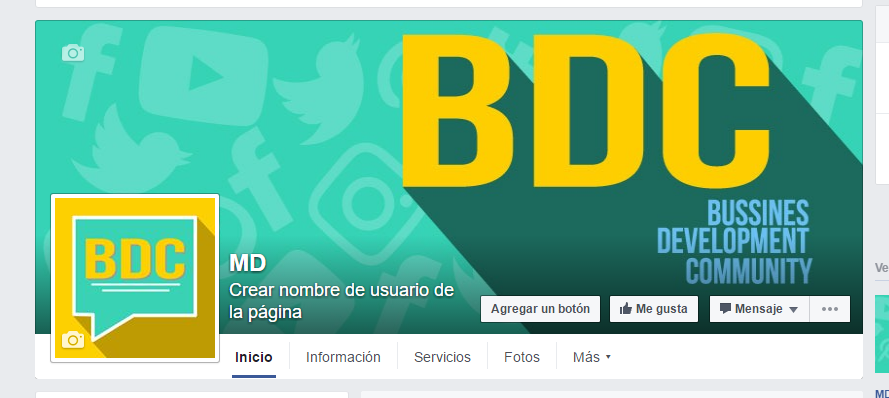 BDC
BUSSINES
DEVELOPMENT
COMMUNITY
BDC
MD
Crear nombre de usuario de
la página
Agregar un botón
Me gusta
Mensaje
Inicio
Información
Servicios
Fotos
Más
Ve
MD